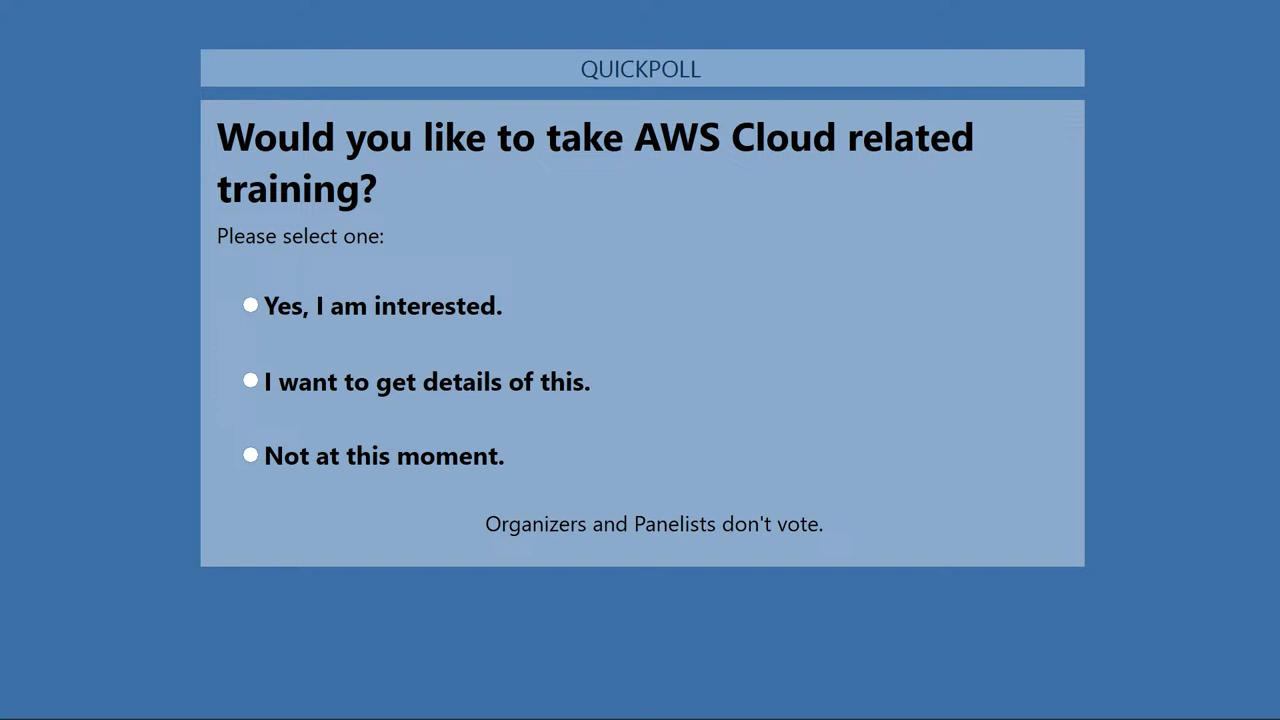 QUICKPOLL
Would you like to take AWS Cloud related
training?
Please select one:
Yes, I am interested.
I want to get details of this.
Not at this moment.
Organizers and Panelists don't vote.